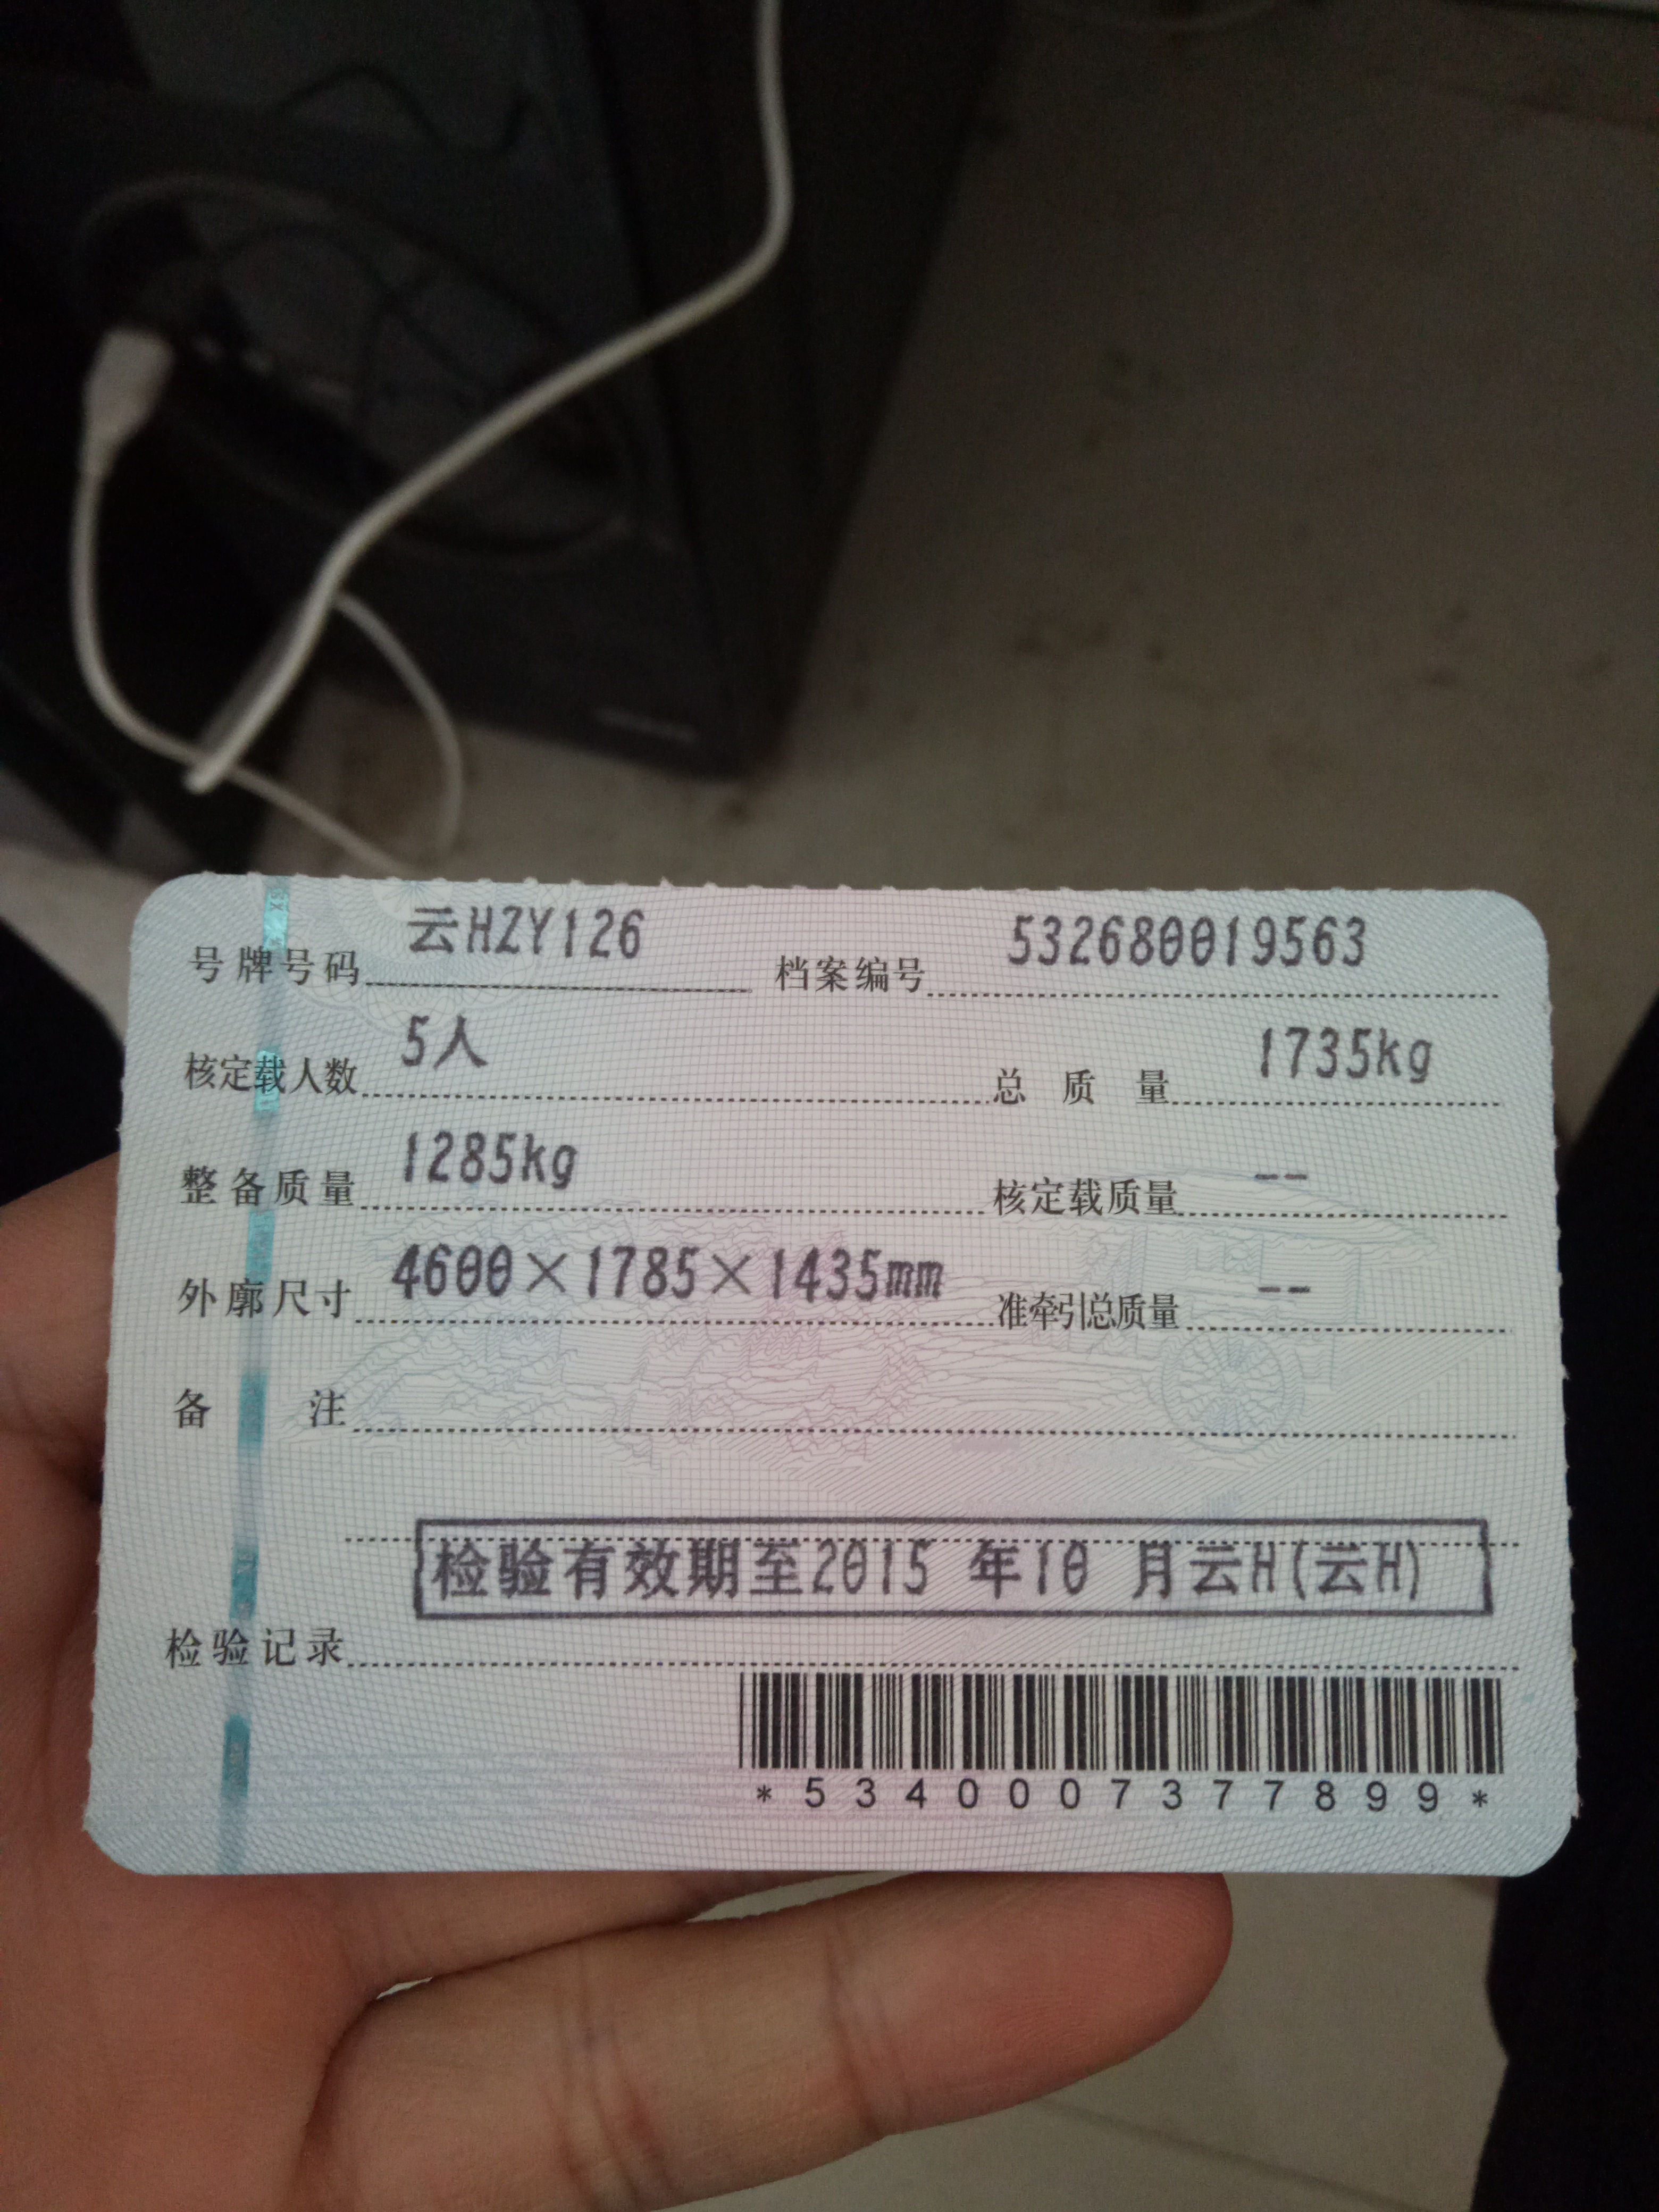 号牌号码 云HZY126 档案编号 532680019563
核定载人数 5人 总质量 1735kg
整备质量 1285kg 核定载质量 --
外廓尺寸 4600×1785×1435mm 准牵引总质量 --
备注
检验有效期至2015 年10 月云H(云H)
检验记录
*5340007377899*